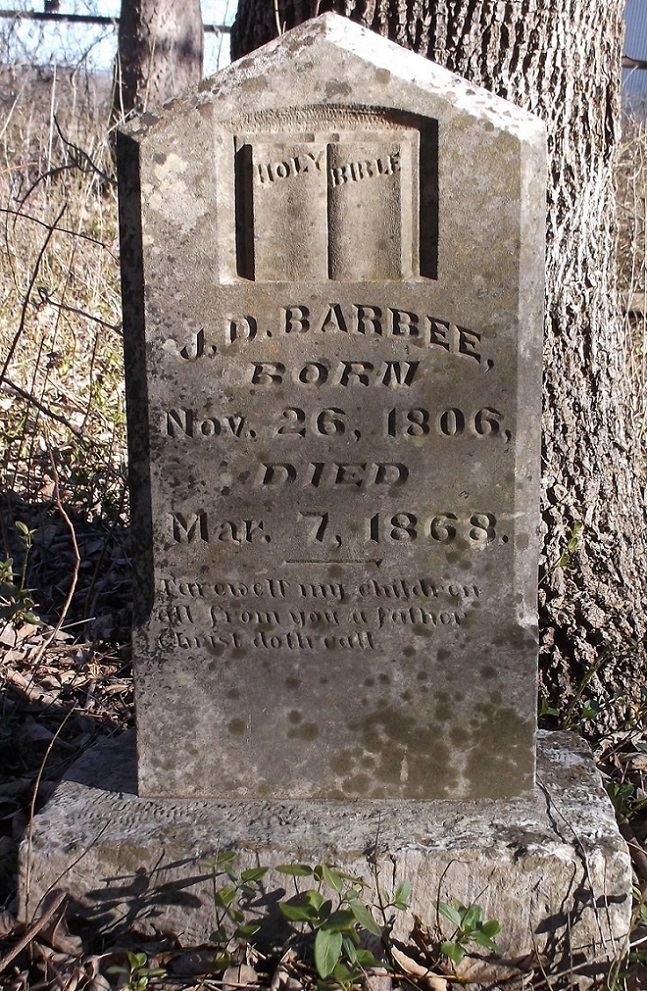 HOLY BIBLE
J. D. BARBEE,
BORN
Nov. 26, 1806,
DIED
Mar. 7, 1868.
Farewell my children
all from you a father
Christ doth call.